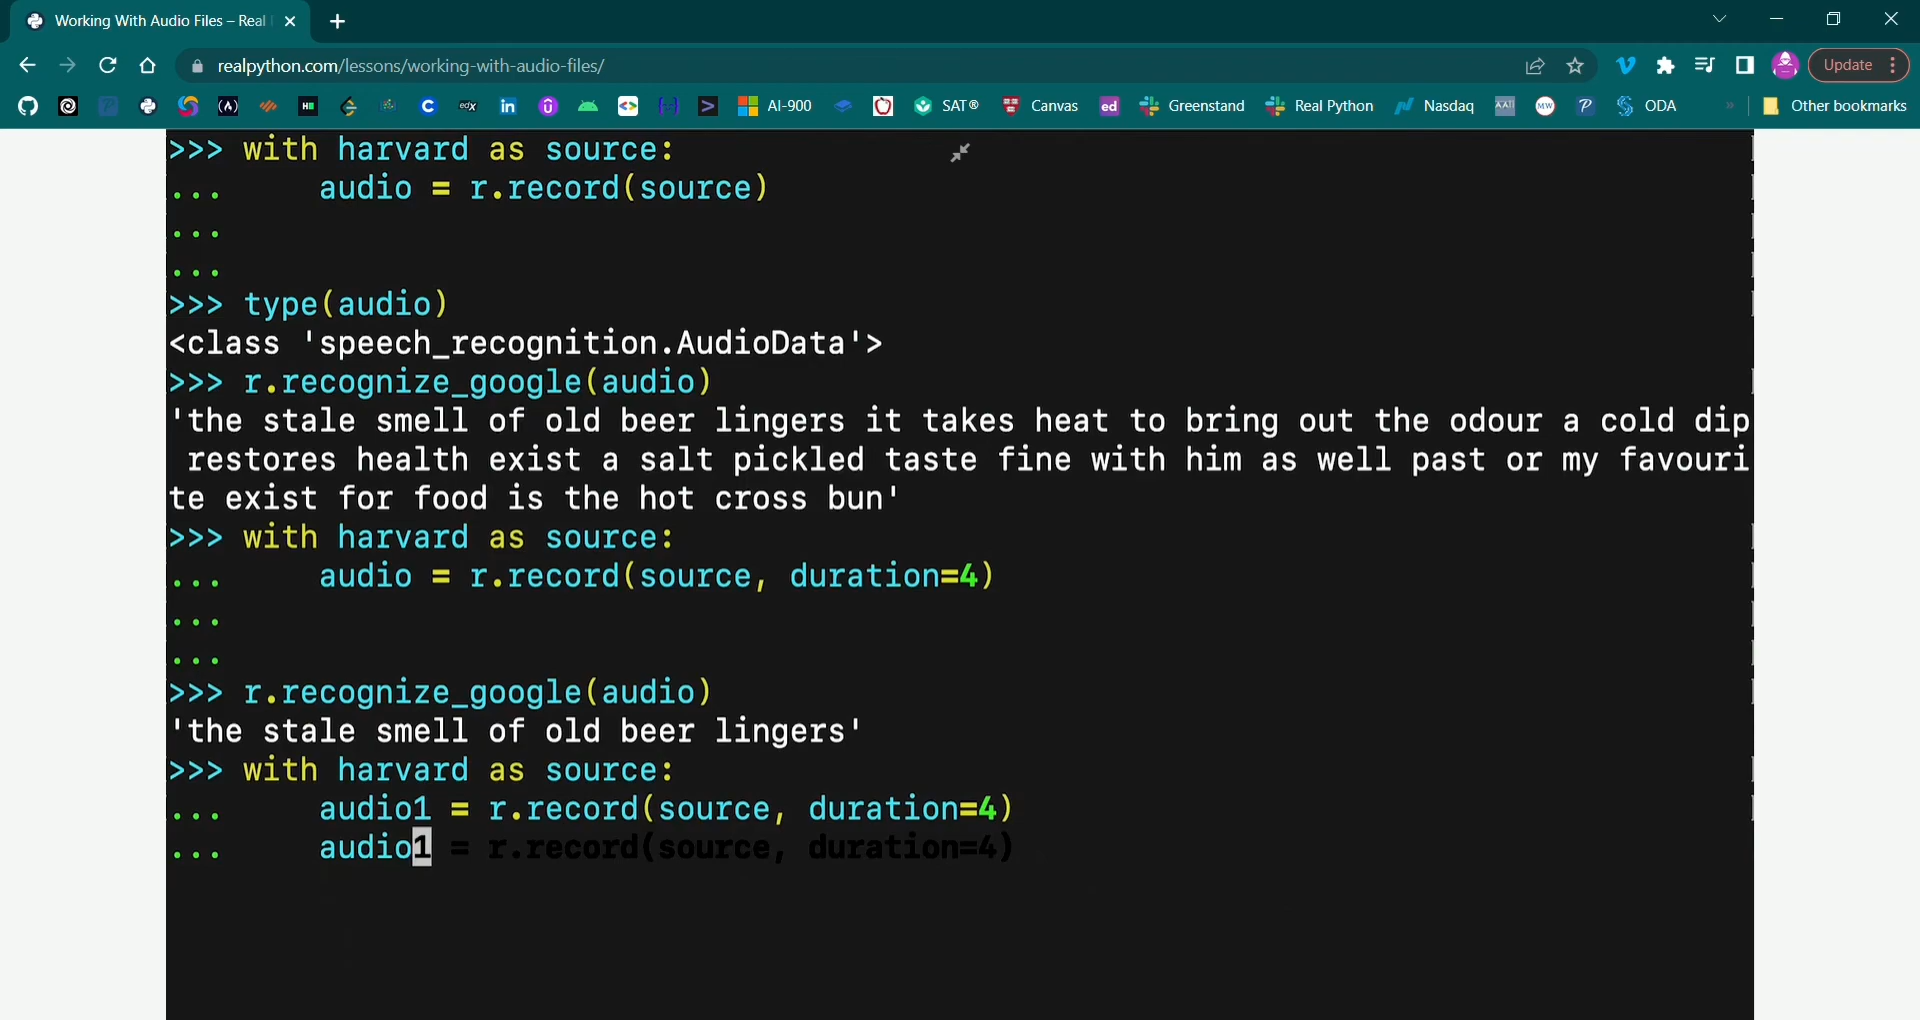 Working With Audio Files – Real
realpython.com/lessons/working-with-audio-files/
Update
AI-900
SAT®
Canvas
ed
Greenstand
Real Python
Nasdaq
ODA
Other bookmarks
>>> with harvard as source:
...     audio = r.record(source)
...
...
>>> type(audio)
<class 'speech_recognition.AudioData'>
>>> r.recognize_google(audio)
'the stale smell of old beer lingers it takes heat to bring out the odour a cold dip
 restores health exist a salt pickled taste fine with him as well past or my favouri
te exist for food is the hot cross bun'
>>> with harvard as source:
...     audio = r.record(source, duration=4)
...
...
>>> r.recognize_google(audio)
'the stale smell of old beer lingers'
>>> with harvard as source:
...     audio1 = r.record(source, duration=4)
...     audio1 = r.record(source, duration=4)